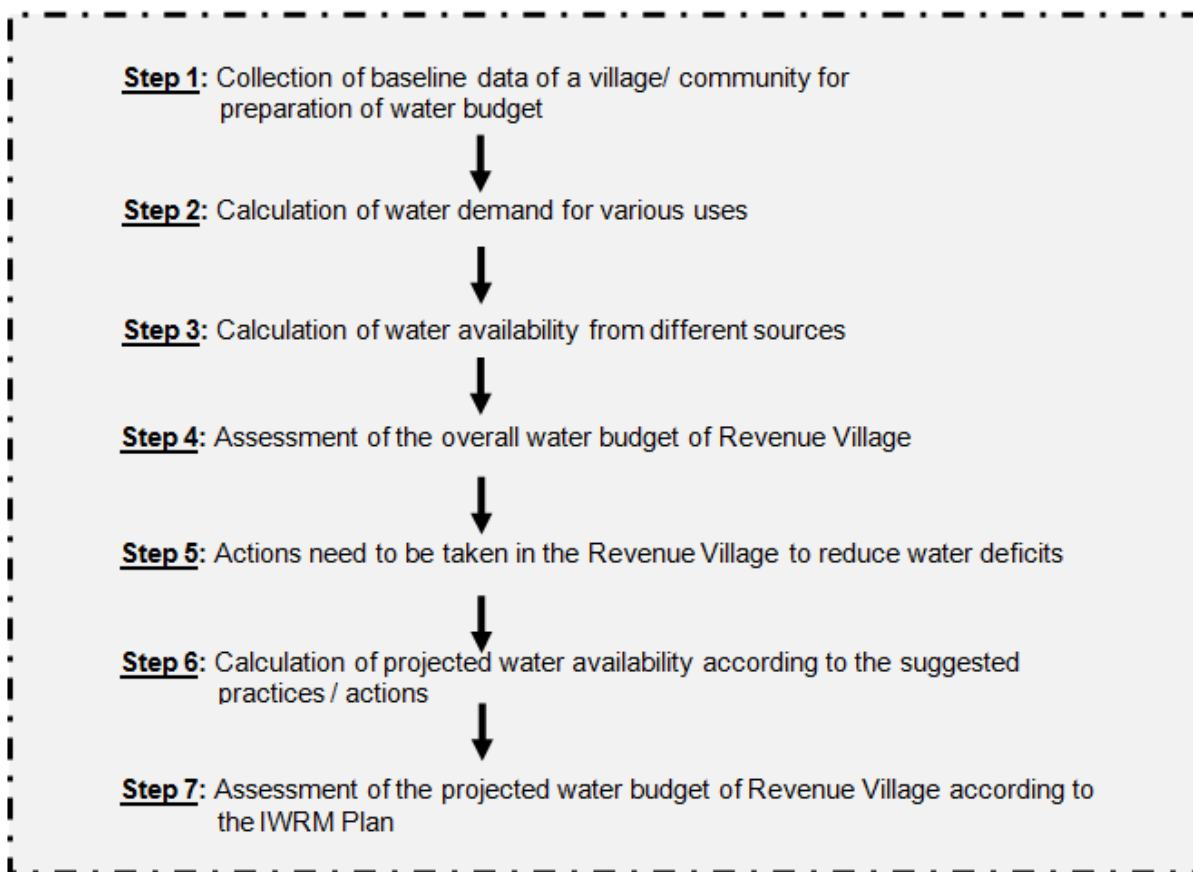 Step 1: Collection of baseline data of a village/ community for
preparation of water budget
Step 2: Calculation of water demand for various uses
Step 3: Calculation of water availability from different sources
Step 4: Assessment of the overall water budget of Revenue Village
Step 5: Actions need to be taken in the Revenue Village to reduce water deficits
Step 6: Calculation of projected water availability according to the suggested
practices / actions
Step 7: Assessment of the projected water budget of Revenue Village according to
the IWRM Plan